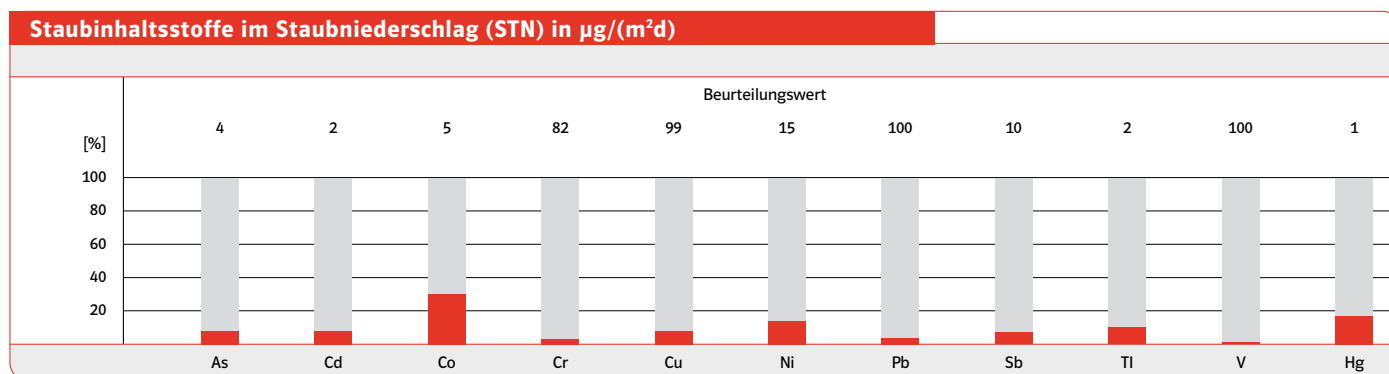 Staubinhaltsstoffe im Staubniederschlag (STN) in µg/(m²d)
Beurteilungswert
4 2 5 82 99 15 100 10 2 100 1
[%]
100
80
60
40
20
As Cd Co Cr Cu Ni Pb Sb Tl V Hg